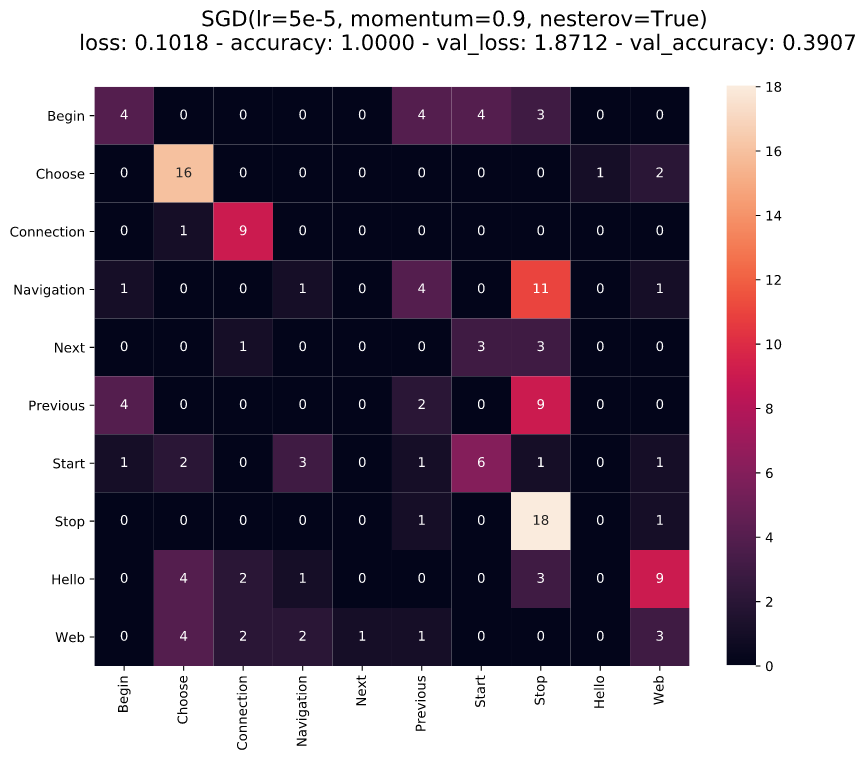 SGD(lr=5e-5, momentum=0.9, nesterov=True)
loss: 0.1018 - accuracy: 1.0000 - val_loss: 1.8712 - val_accuracy: 0.3907
Begin 4 0 0 0 0 4 4 3 0 0
Choose 0 16 0 0 0 0 0 0 1 2
Connection 0 1 9 0 0 0 0 0 0 0
Navigation 1 0 0 1 0 4 0 11 0 1
Next 0 0 1 0 0 0 3 3 0 0
Previous 4 0 0 0 0 2 0 9 0 0
Start 1 2 0 3 0 1 6 1 0 1
Stop 0 0 0 0 0 1 0 18 0 1
Hello 0 4 2 1 0 0 0 3 0 9
Web 0 4 2 2 1 1 0 0 0 3
Begin Choose Connection Navigation Next Previous Start Stop Hello Web
18
16
14
12
10
8
6
4
2
0